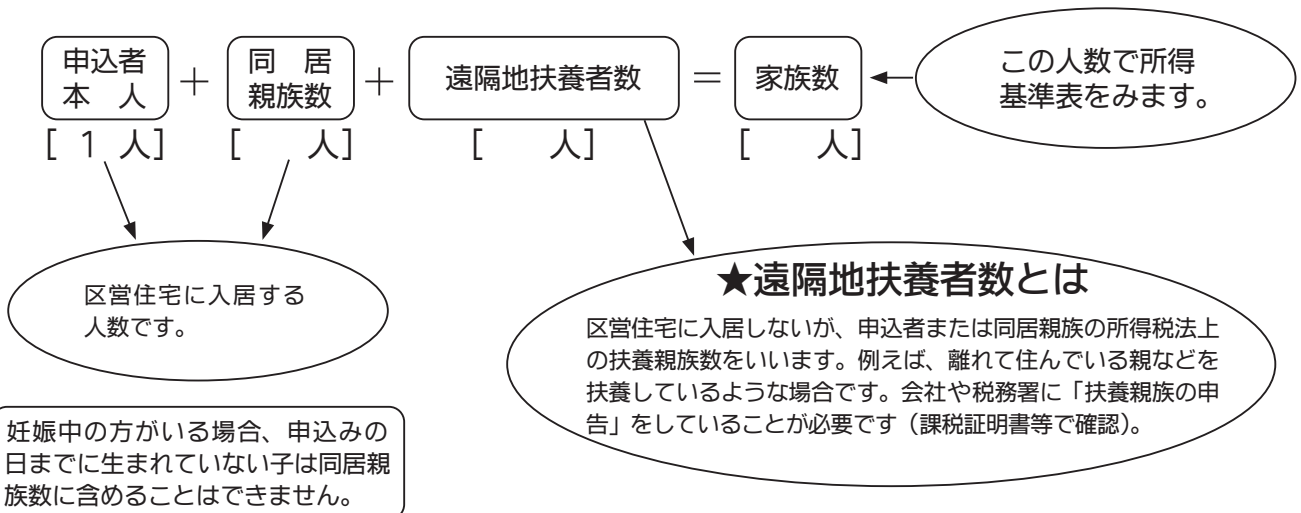 申込者
本　人
＋
同　居
親族数
＋
遠隔地扶養者数
＝
家族数
この人数で所得
基準表をみます。
[ 1 人]
[　　人]
[　　人]
[　　人]
区営住宅に入居する
人数です。
★遠隔地扶養者数とは
区営住宅に入居しないが、申込者または同居親族の所得税法上
の扶養親族数をいいます。例えば、離れて住んでいる親などを
扶養しているような場合です。会社や税務署に「扶養親族の申
告」をしていることが必要です（課税証明書等で確認）。
妊娠中の方がいる場合、申込みの
日までに生まれていない子は同居親
族数に含めることはできません。